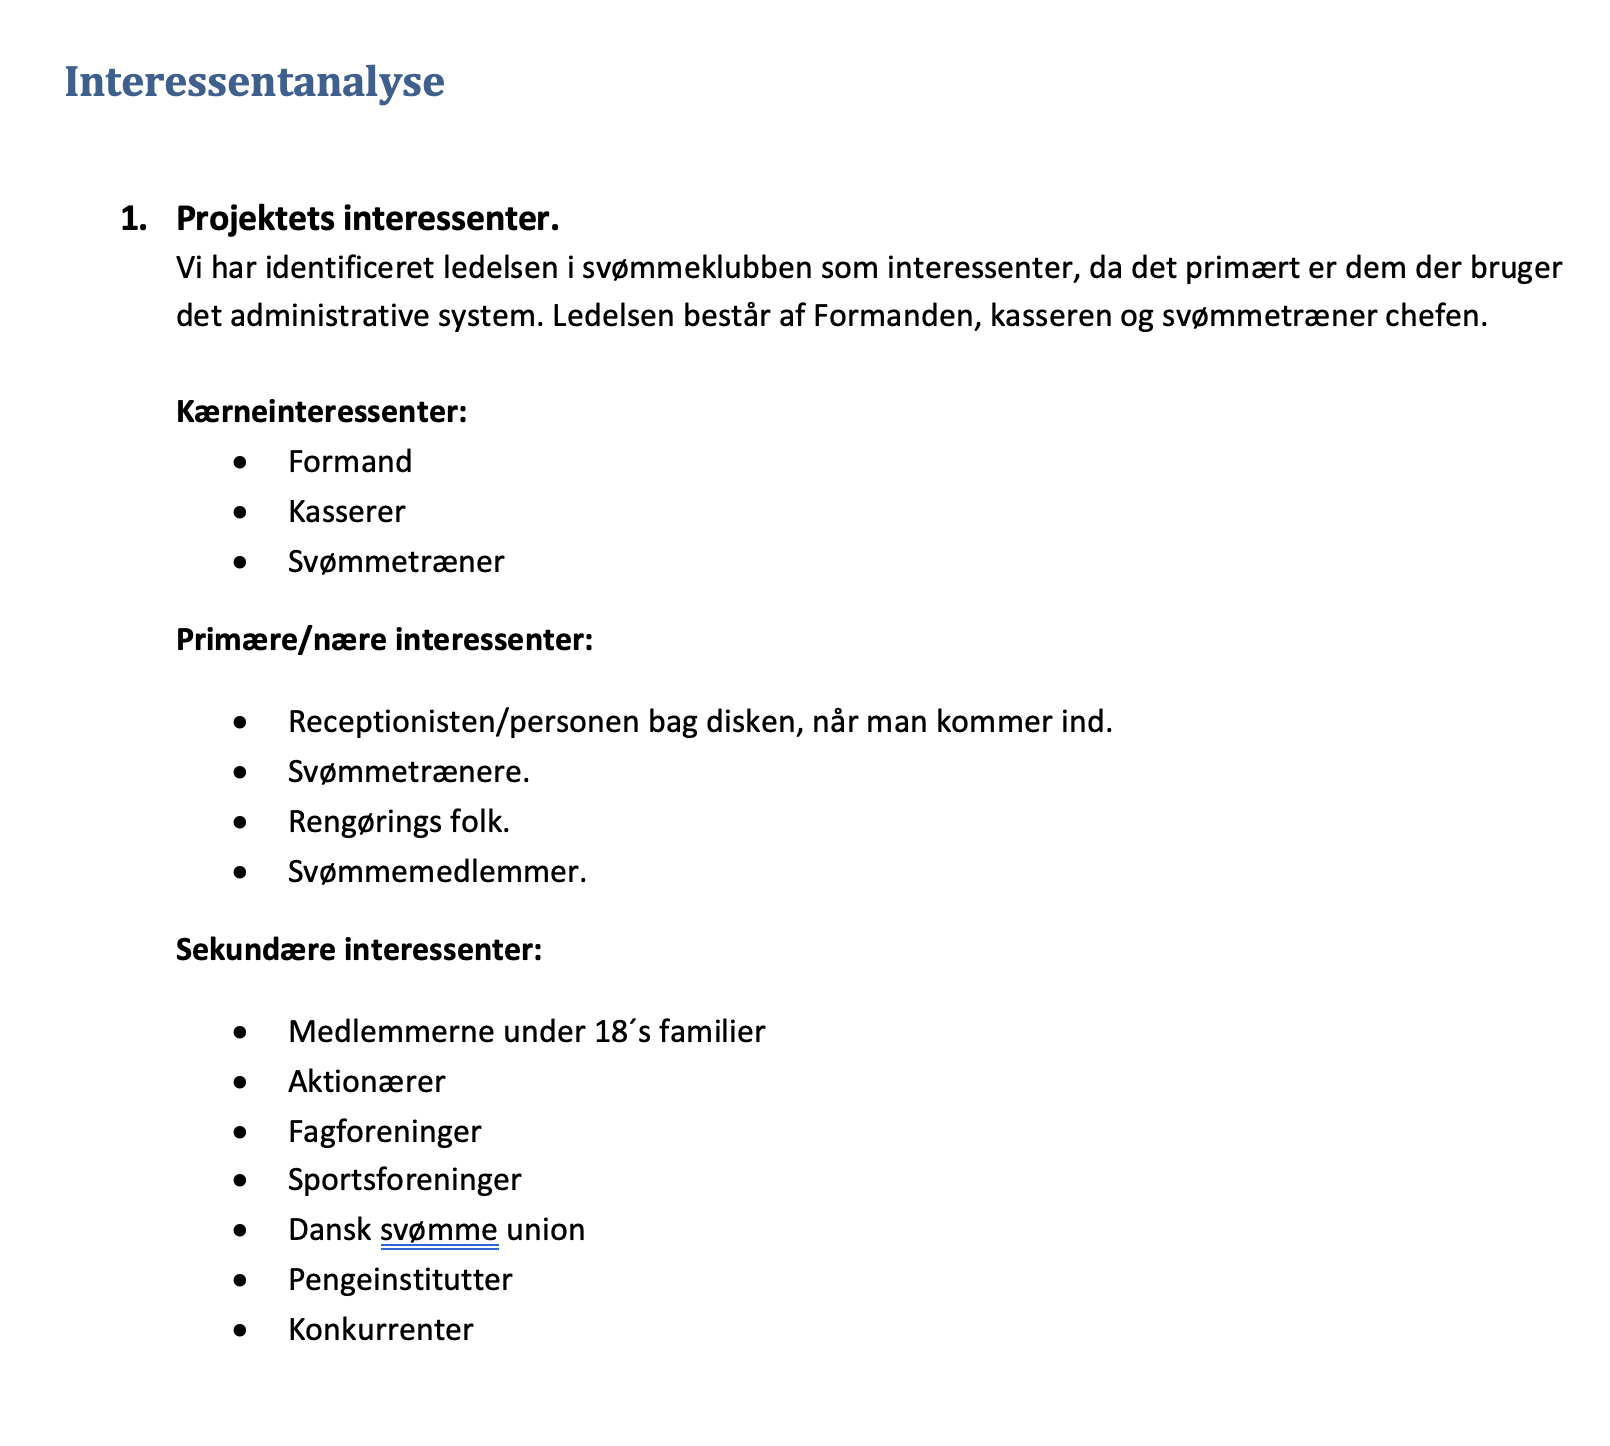 Interessentanalyse
1. Projektets interessenter.
Vi har identificeret ledelsen i svømmeklubben som interessenter, da det primært er dem der bruger
det administrative system. Ledelsen består af Formanden, kasseren og svømmetræner chefen.
Kærneinteressenter:
• Formand
• Kasserer
• Svømmetræner
Primære/nære interessenter:
• Receptionisten/personen bag disken, når man kommer ind.
• Svømmetrænere.
• Rengørings folk.
• Svømmemedlemmer.
Sekundære interessenter:
• Medlemmerne under 18´s familier
• Aktionærer
• Fagforeninger
• Sportsforeninger
• Dansk svømme union
• Pengeinstitutter
• Konkurrenter